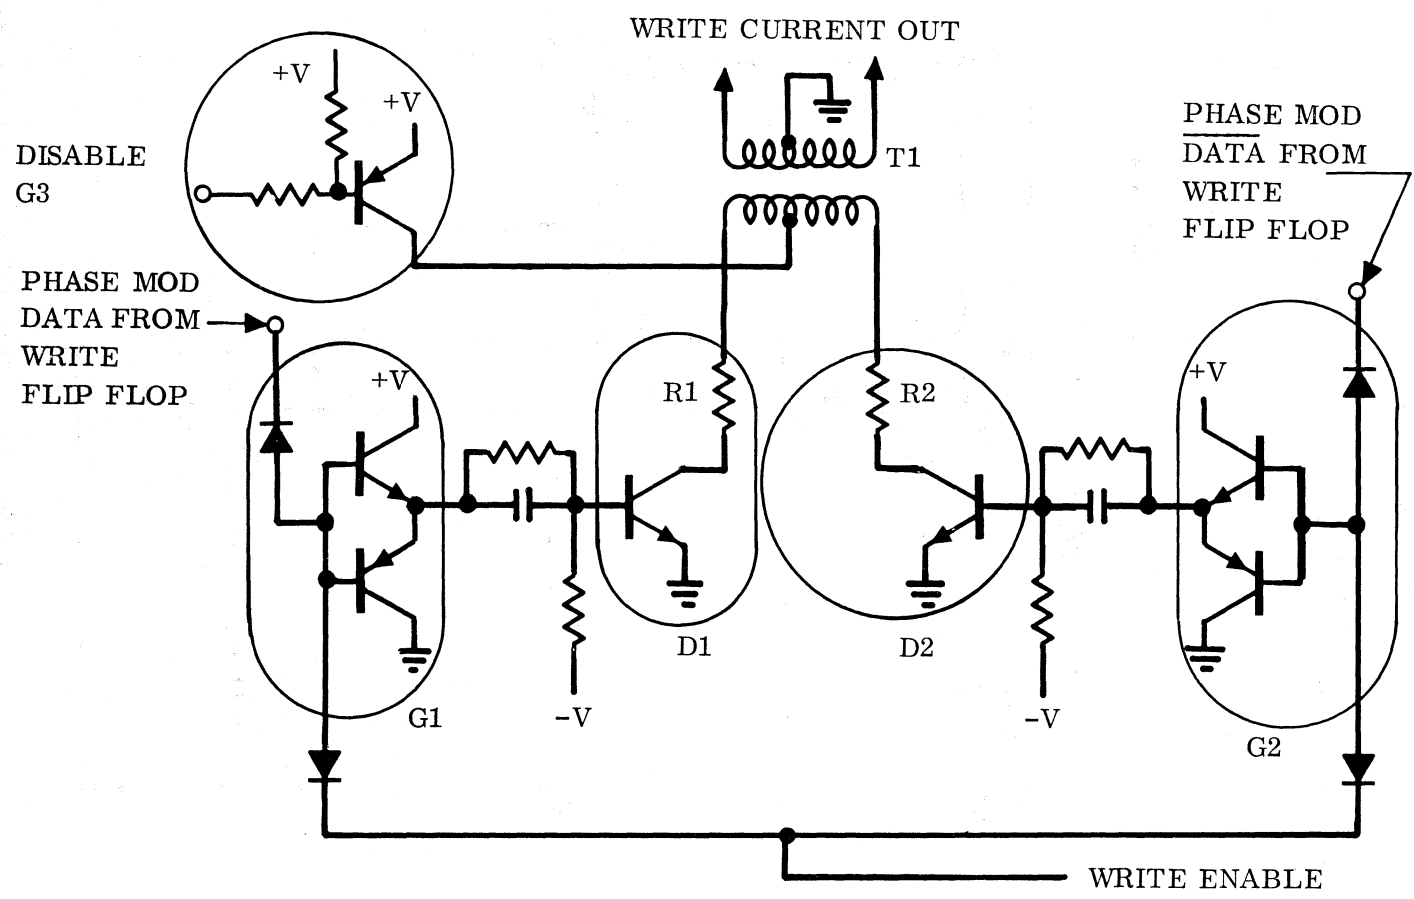 WRITE CURRENT OUT
+V
+V
DISABLE
G3
T1
PHASE MOD
DATA FROM
WRITE
FLIP FLOP
PHASE MOD
DATA FROM
WRITE
FLIP FLOP
+V
R1
R2
+V
D1
D2
-V
-V
G1
G2
WRITE ENABLE